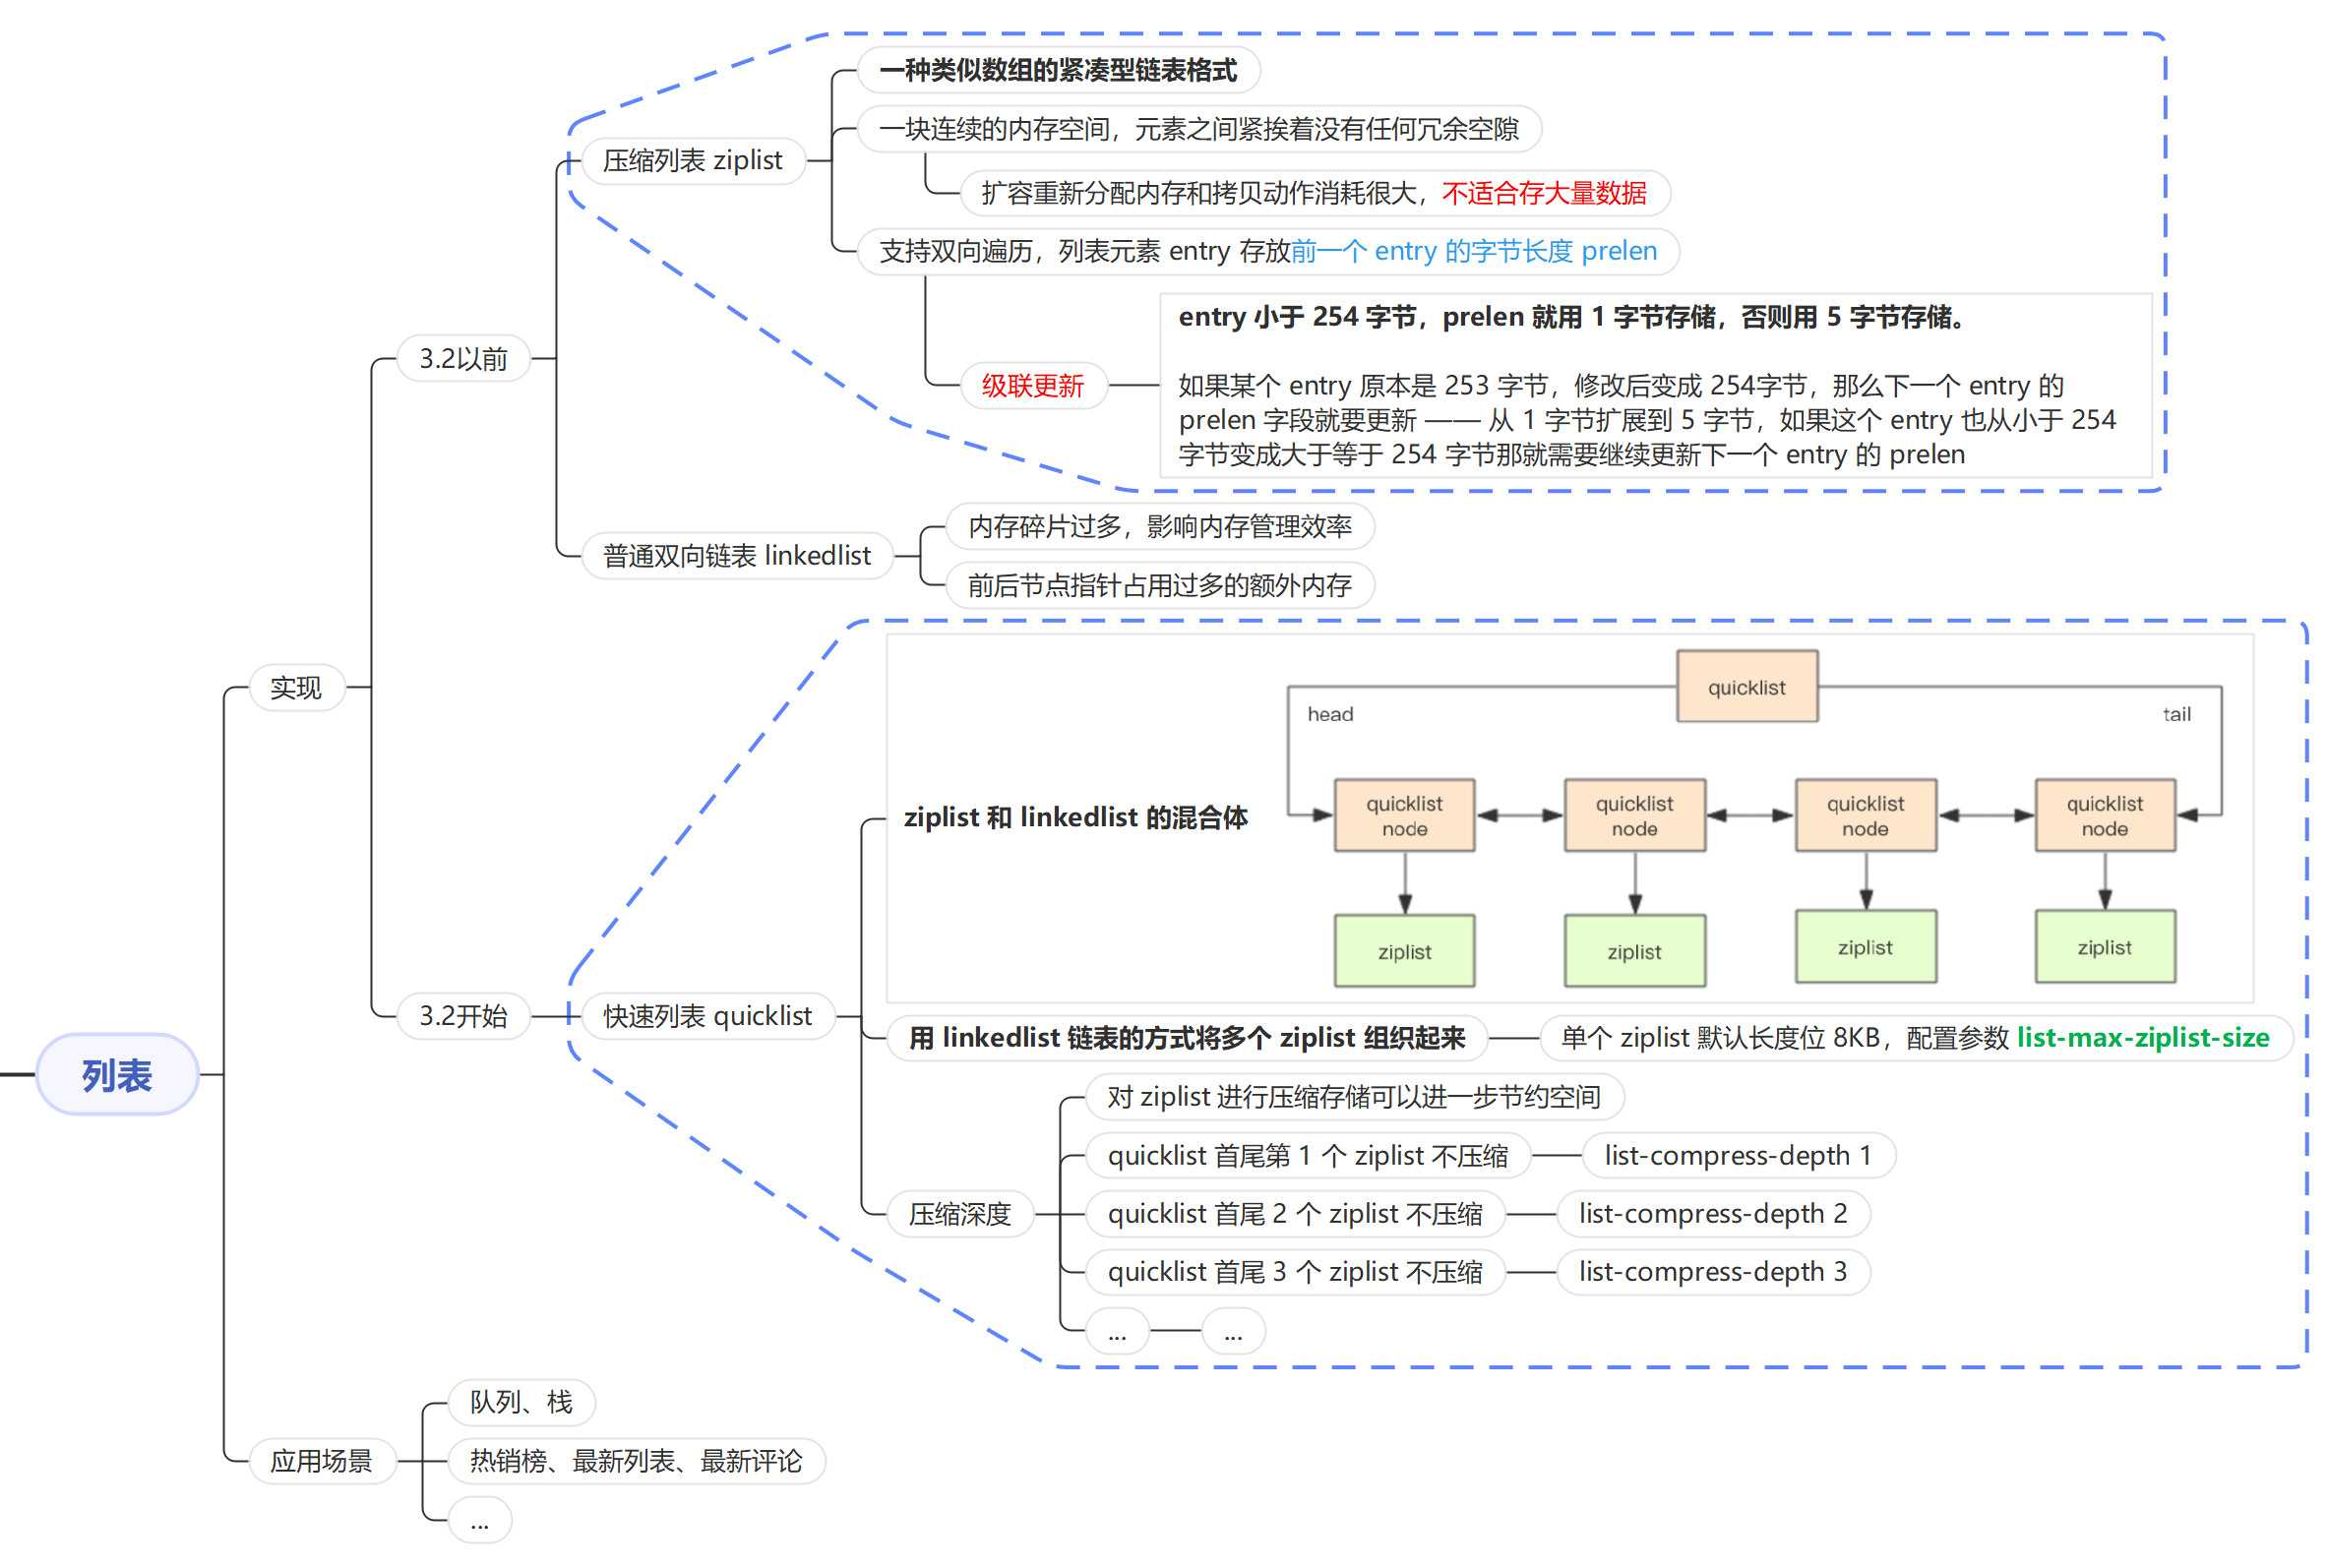 列表
实现
3.2以前
压缩列表 ziplist
一种类似数组的紧凑型链表格式
一块连续的内存空间，元素之间紧挨着没有任何冗余空隙
扩容重新分配内存和拷贝动作消耗很大，不适合存大量数据
支持双向遍历，列表元素 entry 存放前一个 entry 的字节长度 prelen
级联更新
entry 小于 254 字节，prelen 就用 1 字节存储，否则用 5 字节存储。
如果某个 entry 原本是 253 字节，修改后变成 254字节，那么下一个 entry 的
prelen 字段就要更新 —— 从 1 字节扩展到 5 字节，如果这个 entry 也从小于 254
字节变成大于等于 254 字节那就需要继续更新下一个 entry 的 prelen
普通双向链表 linkedlist
内存碎片过多，影响内存管理效率
前后节点指针占用过多的额外内存
3.2开始
快速列表 quicklist
ziplist 和 linkedlist 的混合体
quicklist
head
tail
quicklist
node
quicklist
node
quicklist
node
quicklist
node
ziplist
ziplist
ziplist
ziplist
用 linkedlist 链表的方式将多个 ziplist 组织起来
单个 ziplist 默认长度位 8KB，配置参数 list-max-ziplist-size
压缩深度
对 ziplist 进行压缩存储可以进一步节约空间
quicklist 首尾第 1 个 ziplist 不压缩
list-compress-depth 1
quicklist 首尾 2 个 ziplist 不压缩
list-compress-depth 2
quicklist 首尾 3 个 ziplist 不压缩
list-compress-depth 3
...
...
应用场景
队列、栈
热销榜、最新列表、最新评论
...